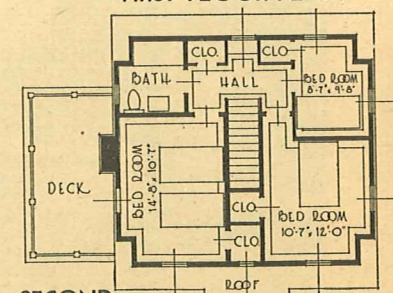 CLO.
CLO
BATH
HALL
BED ROOM
8'-7" x 9'-8"
DECK
BED ROOM
14'-8" x 10'-7"
CLO.
BED ROOM
10'-7" x 12'-0"
CLO.
ROOF
SECOND